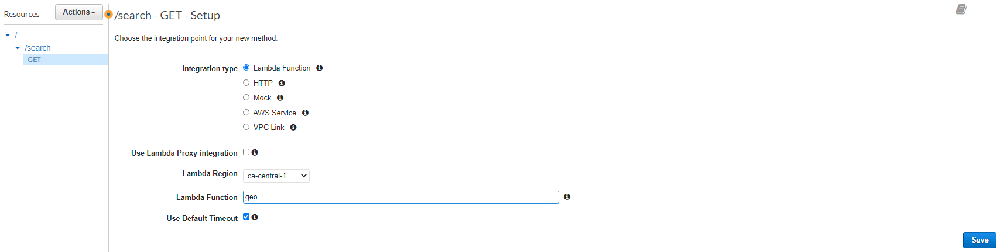 Resources
Actions
/
/search
GET
/search - GET - Setup
Choose the integration point for your new method.
Integration type
Lambda Function
HTTP
Mock
AWS Service
VPC Link
Use Lambda Proxy integration
Lambda Region
ca-central-1
Lambda Function
geo
Use Default Timeout
Save